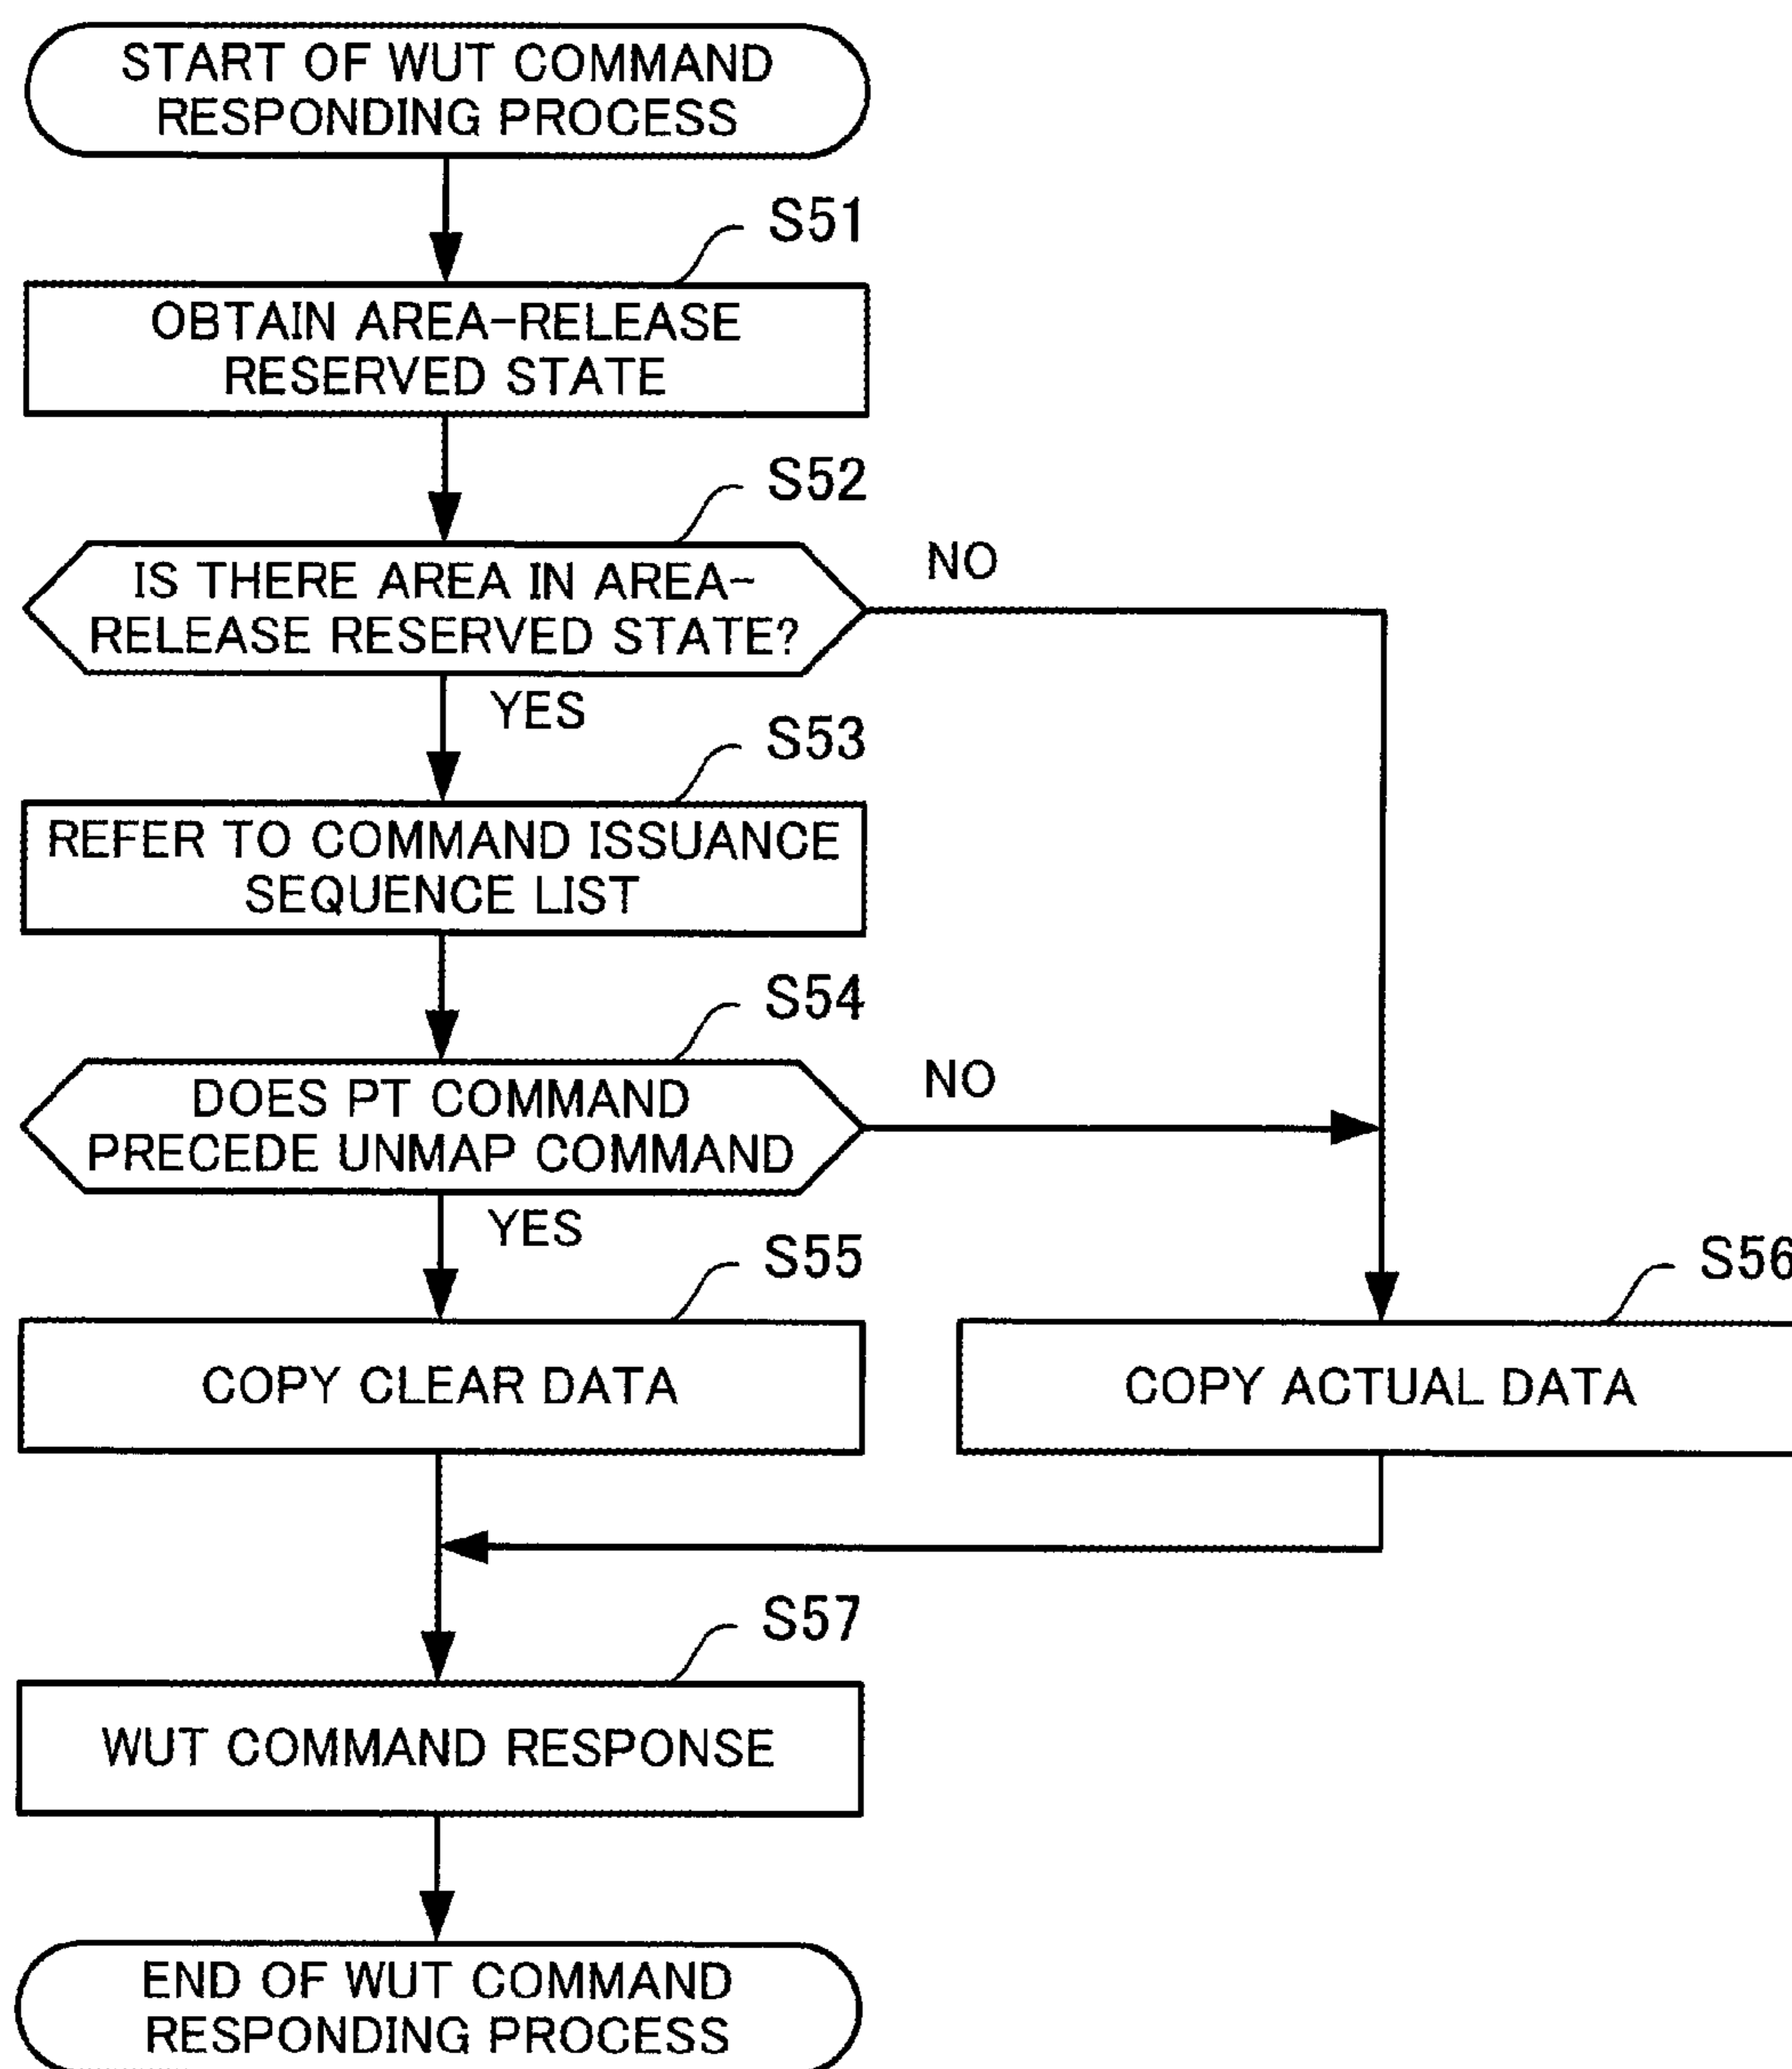 START OF WUT COMMAND
RESPONDING PROCESS
S51
OBTAIN AREA-RELEASE
RESERVED STATE
S52
IS THERE AREA IN AREA-
RELEASE RESERVED STATE?
NO
YES
S53
REFER TO COMMAND ISSUANCE
SEQUENCE LIST
S54
DOES PT COMMAND
PRECEDE UNMAP COMMAND
NO
YES
S55
COPY CLEAR DATA
S56
COPY ACTUAL DATA
S57
WUT COMMAND RESPONSE
END OF WUT COMMAND
RESPONDING PROCESS